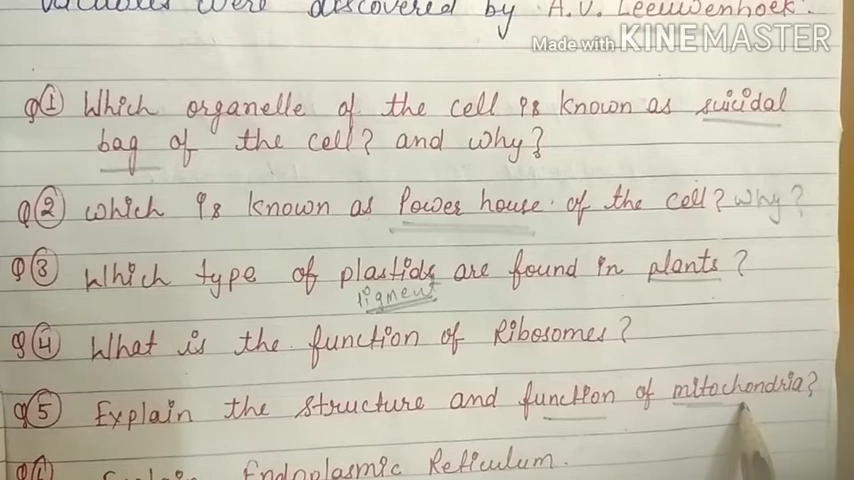 vacuoles were discovered by A.V. Leeuwenhoek.
Made with KINEMASTER
Q① Which organelle of the cell is known as suicidal
bag of the cell? and why?
Q② which is known as Power house of the cell? why?
Q③ Which type of plastids are found in plants?
pigment
Q④ What is the function of Ribosomes?
Q⑤ Explain the structure and function of mitochondria?
Explain Endoplasmic Reticulum.